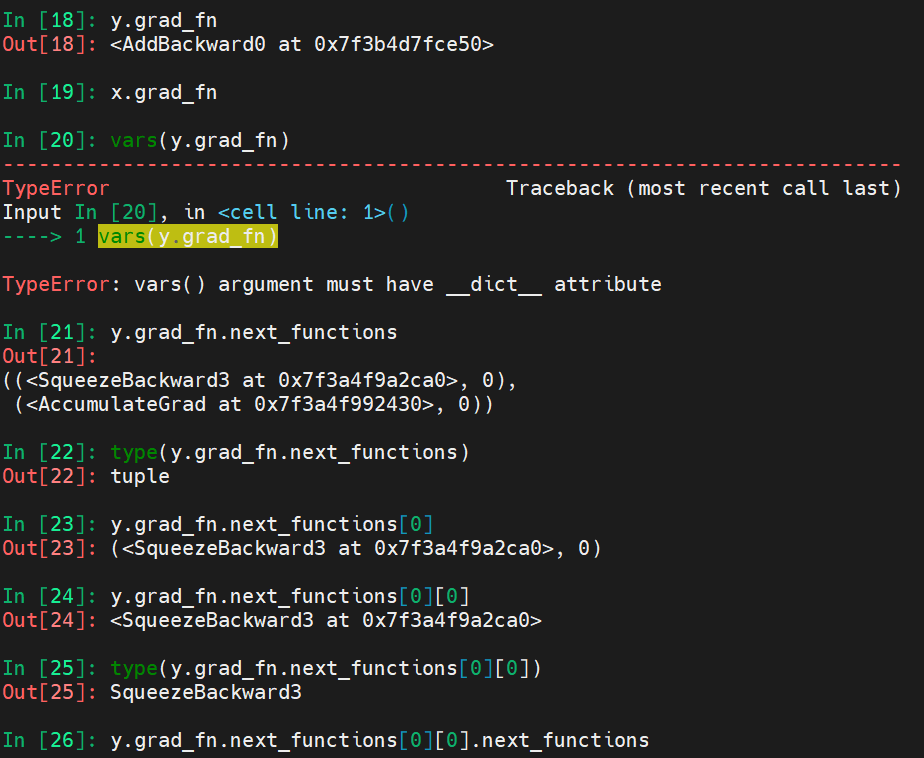 In [18]: y.grad_fn
Out[18]: <AddBackward0 at 0x7f3b4d7fce50>
In [19]: x.grad_fn
In [20]: vars(y.grad_fn)
---------------------------------------------------------------------------
TypeError                                 Traceback (most recent call last)
Input In [20], in <cell line: 1>()
----> 1 vars(y.grad_fn)
TypeError: vars() argument must have __dict__ attribute
In [21]: y.grad_fn.next_functions
Out[21]:
((<SqueezeBackward3 at 0x7f3a4f9a2ca0>, 0),
 (<AccumulateGrad at 0x7f3a4f992430>, 0))
In [22]: type(y.grad_fn.next_functions)
Out[22]: tuple
In [23]: y.grad_fn.next_functions[0]
Out[23]: (<SqueezeBackward3 at 0x7f3a4f9a2ca0>, 0)
In [24]: y.grad_fn.next_functions[0][0]
Out[24]: <SqueezeBackward3 at 0x7f3a4f9a2ca0>
In [25]: type(y.grad_fn.next_functions[0][0])
Out[25]: SqueezeBackward3
In [26]: y.grad_fn.next_functions[0][0].next_functions